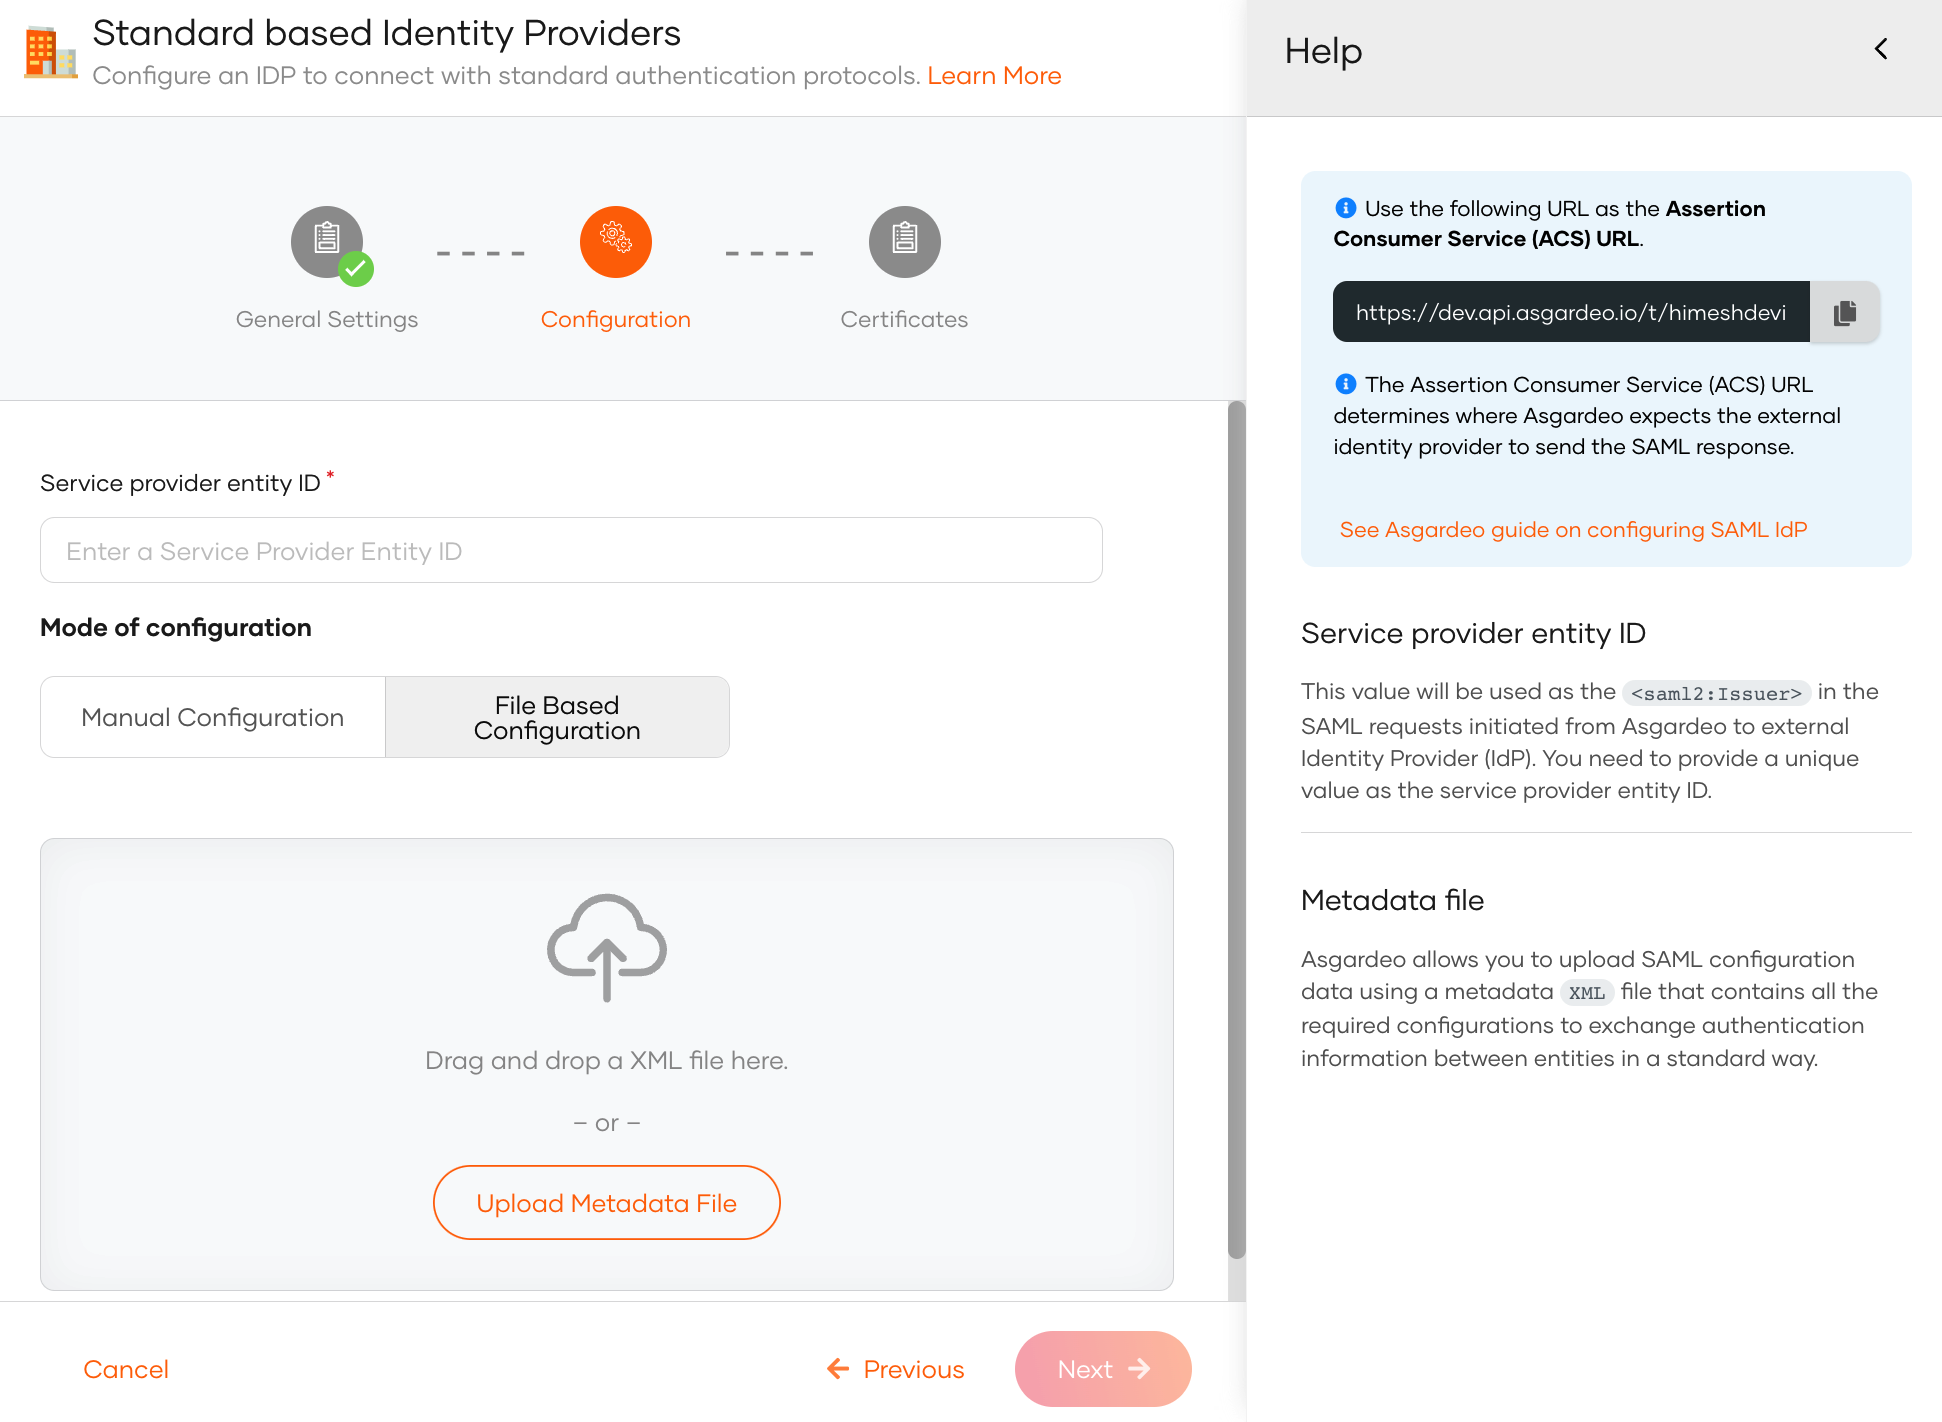 Standard based Identity Providers
Configure an IDP to connect with standard authentication protocols. Learn More
General Settings
Configuration
Certificates
Service provider entity ID *
Enter a Service Provider Entity ID
Mode of configuration
Manual Configuration
File Based
Configuration
Drag and drop a XML file here.
– or –
Upload Metadata File
Cancel
Previous
Next
Help
Use the following URL as the Assertion
Consumer Service (ACS) URL.
https://dev.api.asgardeo.io/t/himeshdevi
The Assertion Consumer Service (ACS) URL
determines where Asgardeo expects the external
identity provider to send the SAML response.
See Asgardeo guide on configuring SAML IdP
Service provider entity ID
This value will be used as the <saml2:Issuer> in the
SAML requests initiated from Asgardeo to external
Identity Provider (IdP). You need to provide a unique
value as the service provider entity ID.
Metadata file
Asgardeo allows you to upload SAML configuration
data using a metadata XML file that contains all the
required configurations to exchange authentication
information between entities in a standard way.